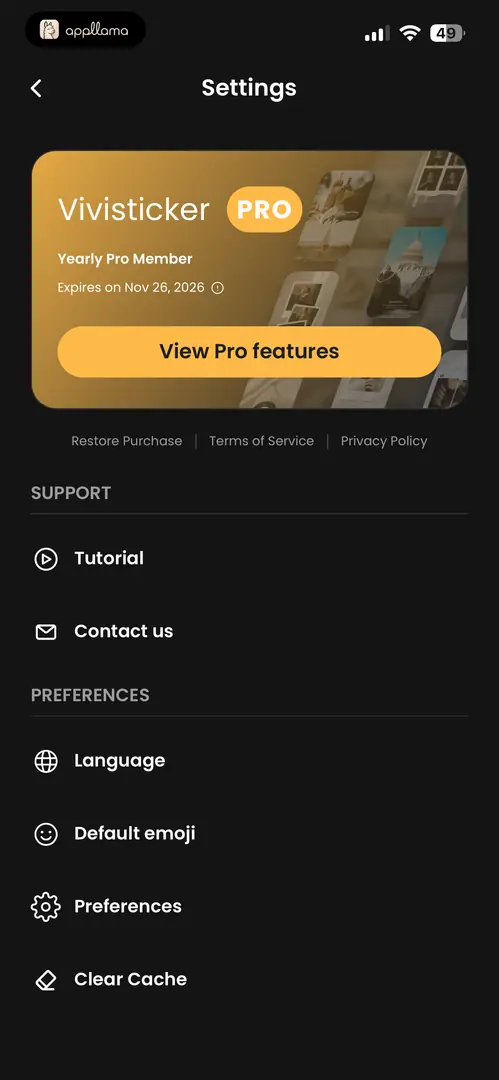 appllama
49
Settings
Vivisticker PRO
Yearly Pro Member
Expires on Nov 26, 2026
View Pro features
Restore Purchase | Terms of Service | Privacy Policy
SUPPORT
Tutorial
Contact us
PREFERENCES
Language
Default emoji
Preferences
Clear Cache